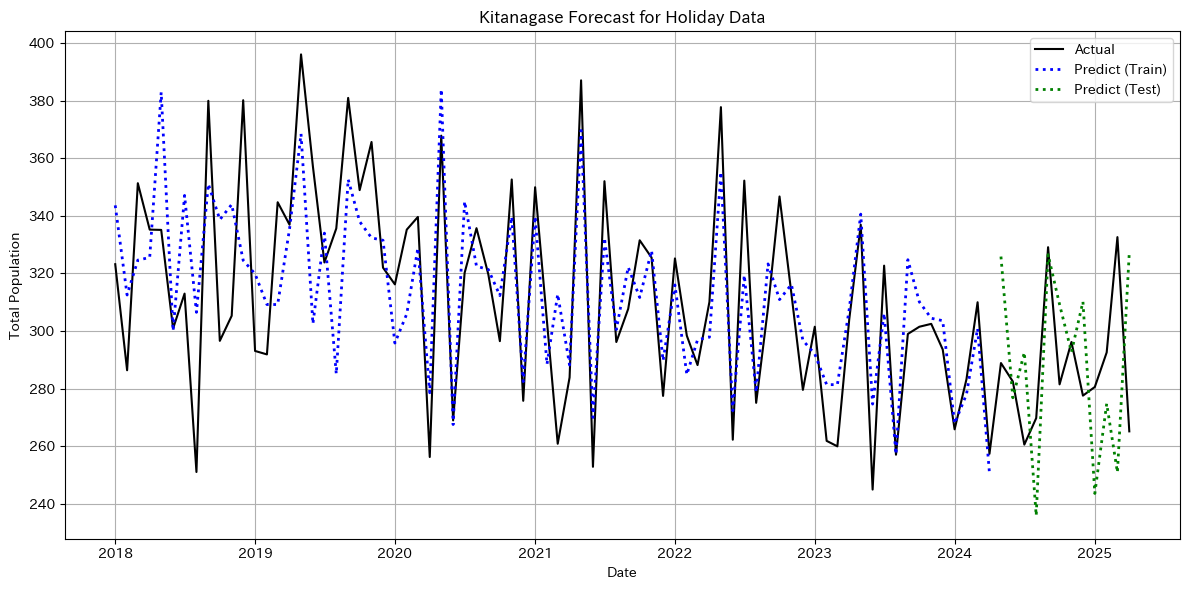 Kitanagase Forecast for Holiday Data
Actual
Predict (Train)
Predict (Test)
Total Population
400
380
360
340
320
300
280
260
240
2018
2019
2020
2021
2022
2023
2024
2025
Date